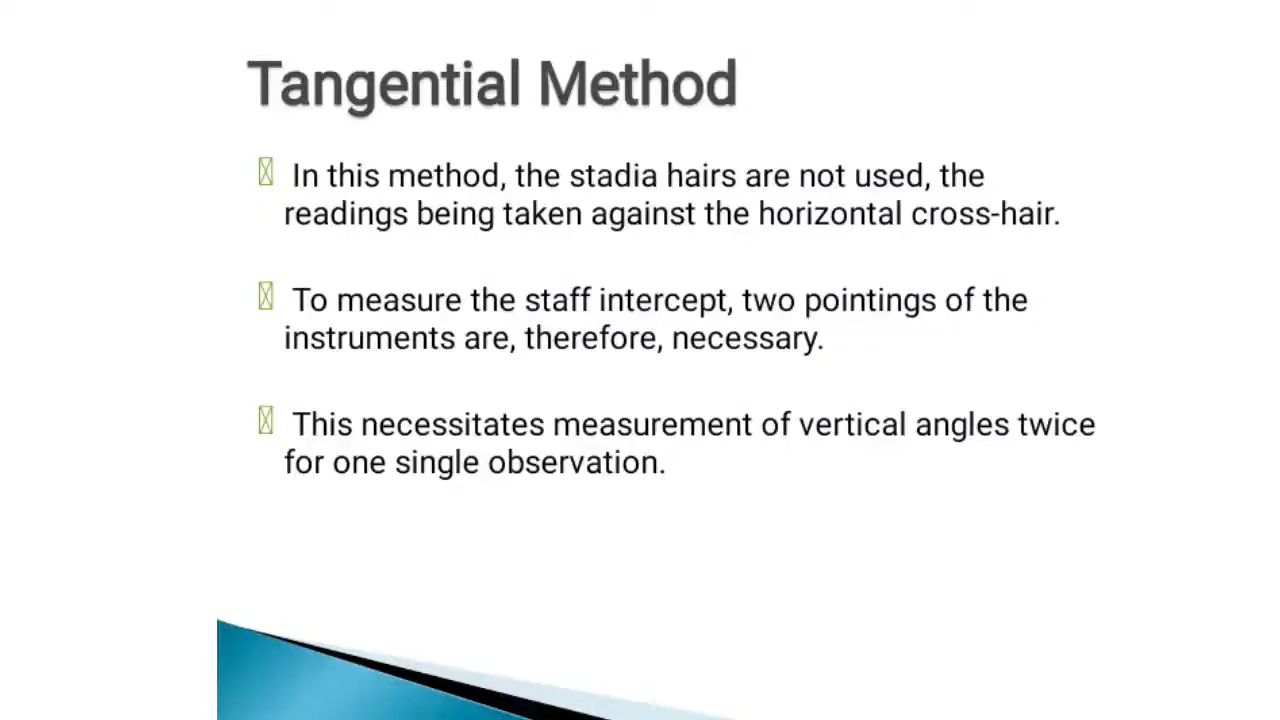 Tangential Method
In this method, the stadia hairs are not used, the
readings being taken against the horizontal cross-hair.
To measure the staff intercept, two pointings of the
instruments are, therefore, necessary.
This necessitates measurement of vertical angles twice
for one single observation.